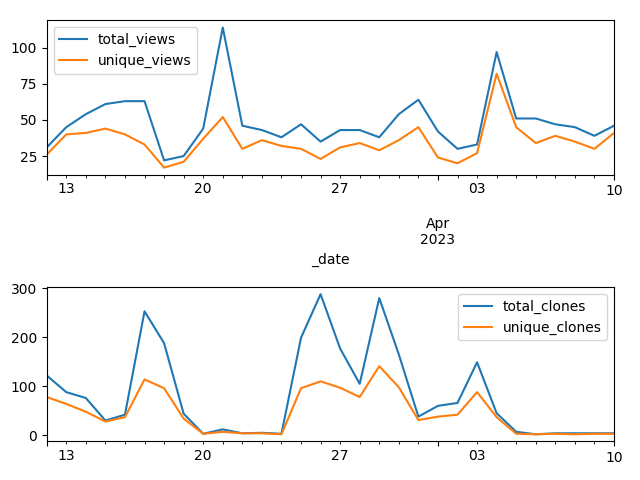 total_views
unique_views
100
75
50
25
13 20 27 03 10
Apr
2023
_date
total_clones
unique_clones
300
200
100
0
13 20 27 03 10